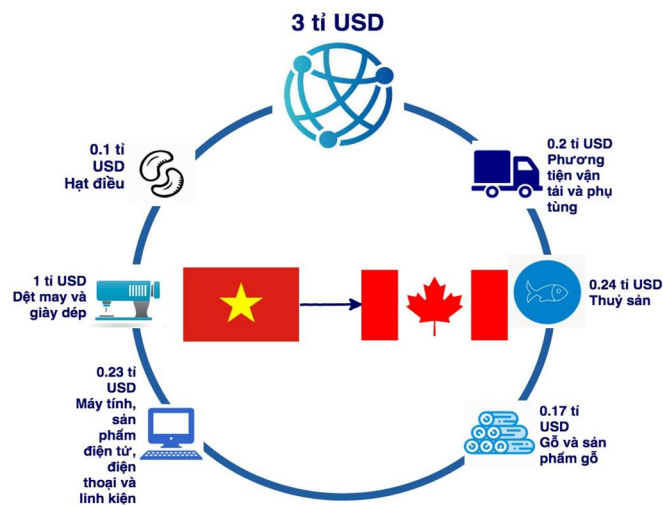 3 tỉ USD
0.1 tỉ
USD
Hạt điều
0.2 tỉ USD
Phương
tiện vận
tải và phụ
tùng
1 tỉ USD
Dệt may và
giày dép
0.24 tỉ USD
Thuỷ sản
0.23 tỉ
USD
Máy tính,
sản
phẩm
điện tử,
điện
thoại và
linh kiện
0.17 tỉ
USD
Gỗ và sản
phẩm gỗ